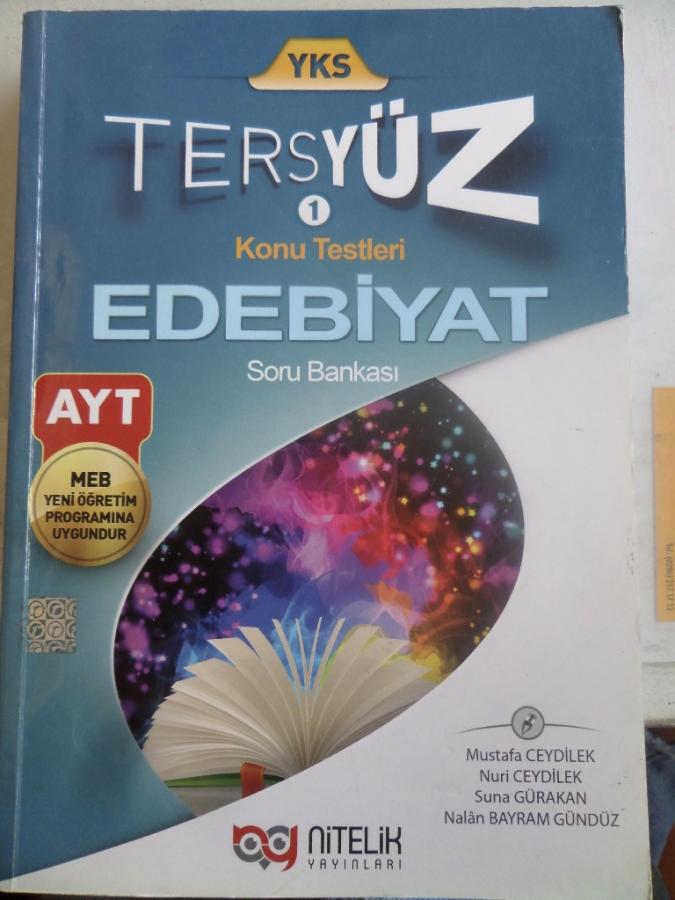 YKS
TERSYÜZ
1
Konu Testleri
EDEBİYAT
Soru Bankası
AYT
MEB
YENİ ÖĞRETİM
PROGRAMINA
UYGUNDUR
Mustafa CEYDİLEK
Nuri CEYDİLEK
Suna GÜRAKAN
Nalân BAYRAM GÜNDÜZ
NİTELİK
YAYINLARI